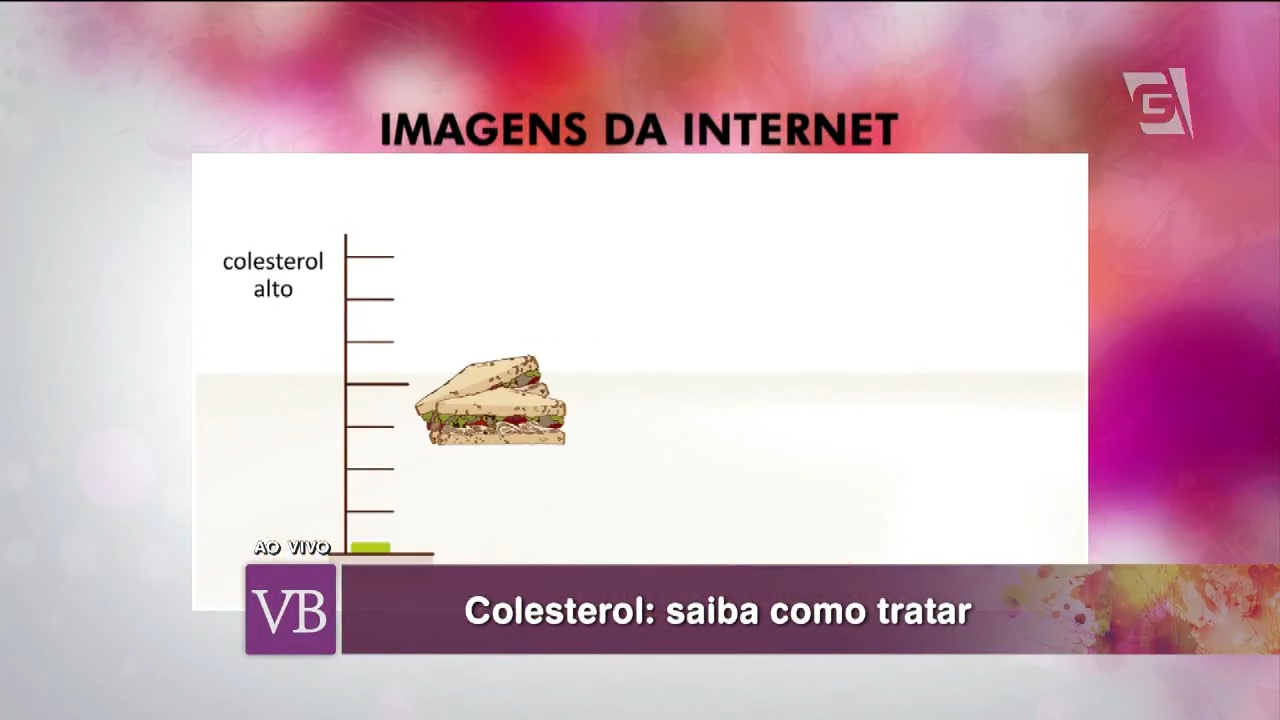 IMAGENS DA INTERNET
G
colesterol
alto
AO VIVO
VB
Colesterol: saiba como tratar